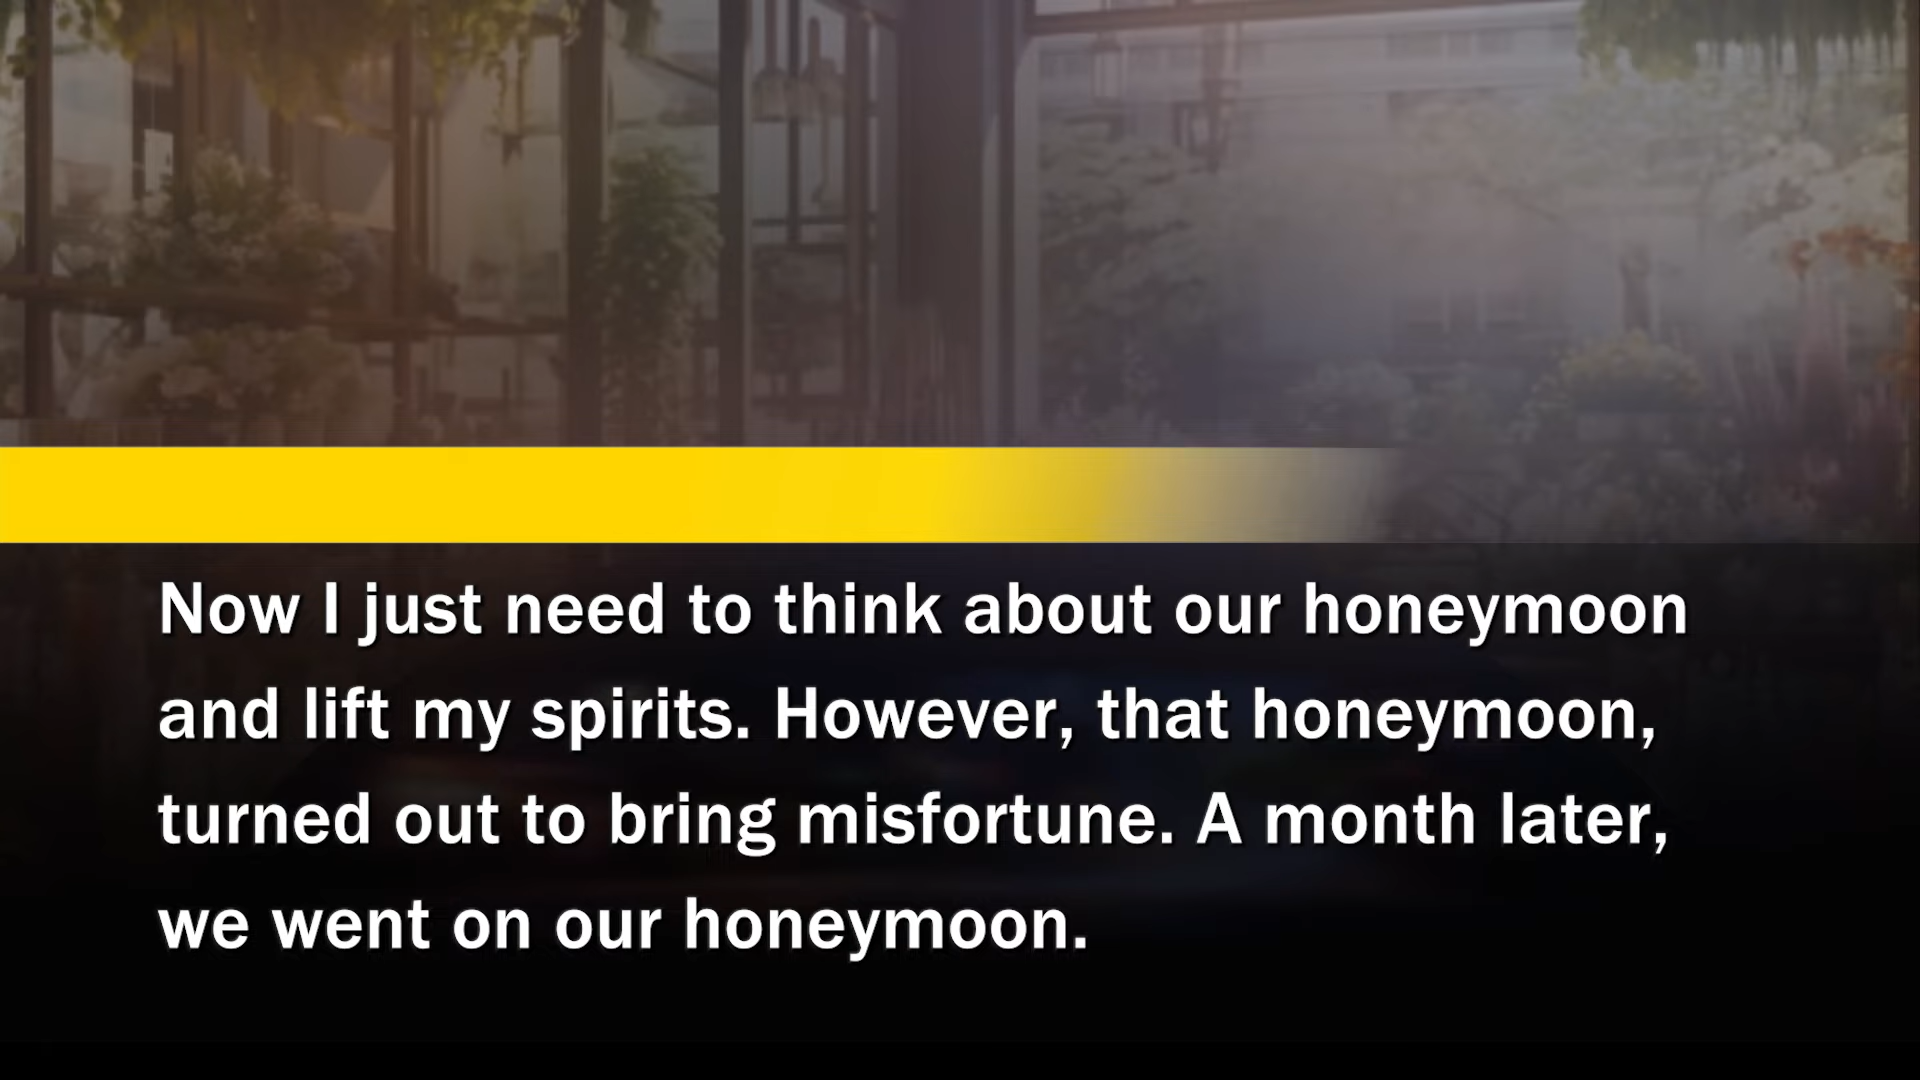 Now I just need to think about our honeymoon
and lift my spirits. However, that honeymoon,
turned out to bring misfortune. A month later,
we went on our honeymoon.